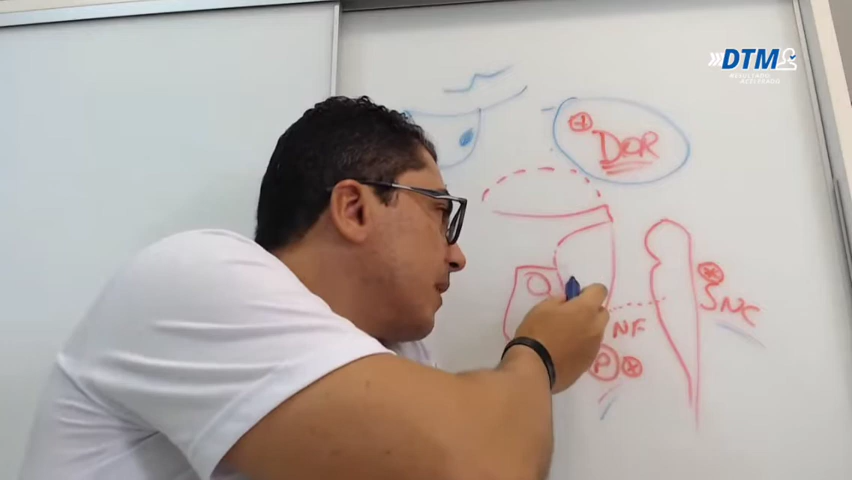 DTM
RESULTADO
ACELERADO
DOR
SNC
NF
P